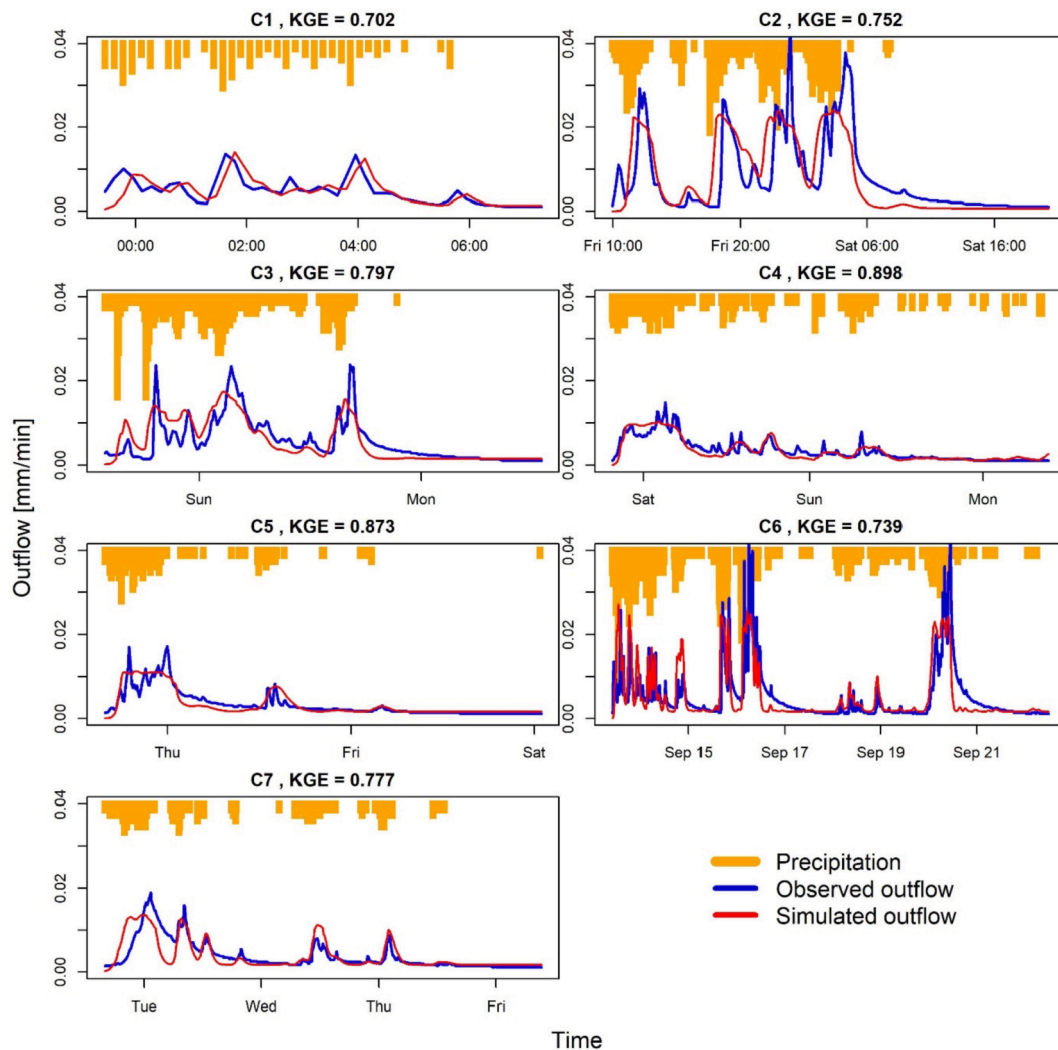 C1 , KGE = 0.702
0.04
0.02
0.00
00:00 02:00 04:00 06:00
C2 , KGE = 0.752
0.04
0.02
0.00
Fri 10:00 Fri 20:00 Sat 06:00 Sat 16:00
C3 , KGE = 0.797
0.04
0.02
0.00
Sun Mon
C4 , KGE = 0.898
0.04
0.02
0.00
Sat Sun Mon
Outflow [mm/min]
C5 , KGE = 0.873
0.04
0.02
0.00
Thu Fri Sat
C6 , KGE = 0.739
0.04
0.02
0.00
Sep 15 Sep 17 Sep 19 Sep 21
C7 , KGE = 0.777
0.04
0.02
0.00
Tue Wed Thu Fri
Precipitation
Observed outflow
Simulated outflow
Time